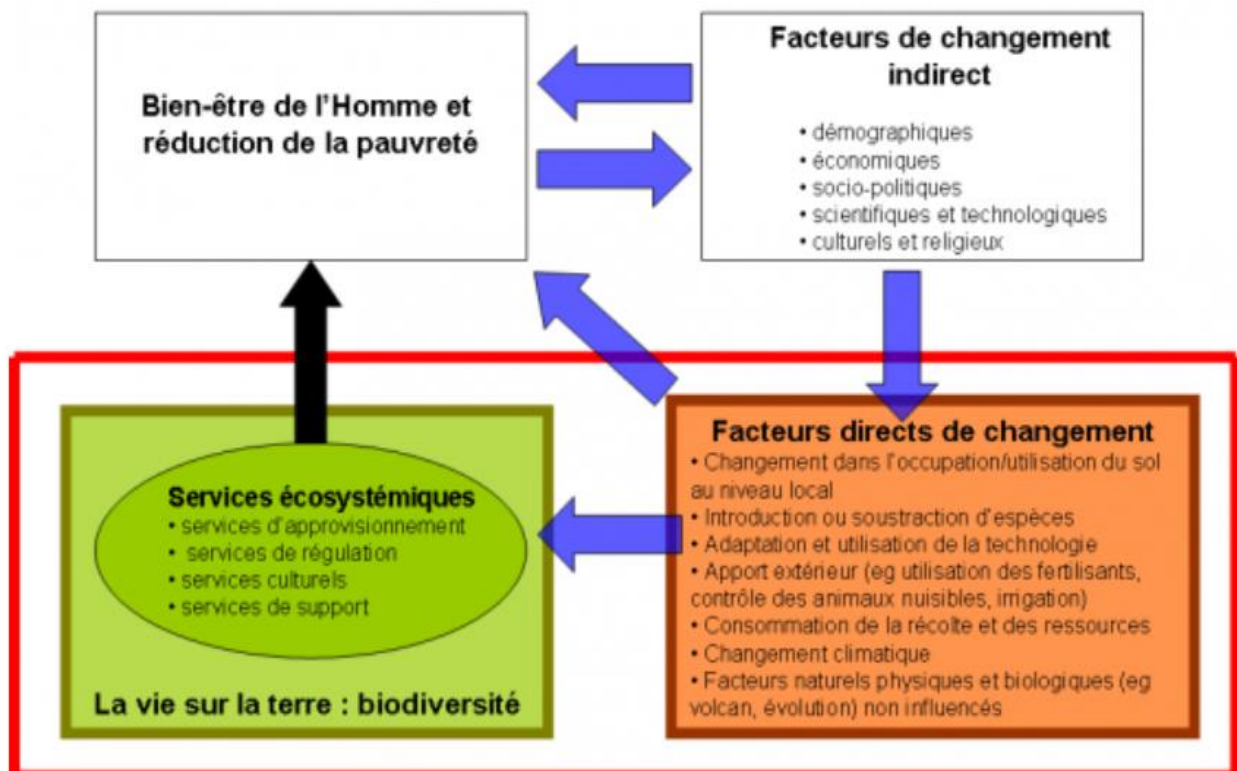 Bien-être de l'Homme et
réduction de la pauvreté
Facteurs de changement
indirect
• démographiques
• économiques
• socio-politiques
• scientifiques et technologiques
• culturels et religieux
Services écosystémiques
• services d'approvisionnement
• services de régulation
• services culturels
• services de support
La vie sur la terre : biodiversité
Facteurs directs de changement
• Changement dans l'occupation/utilisation du sol
au niveau local
• Introduction ou soustraction d'espèces
• Adaptation et utilisation de la technologie
• Apport extérieur (eg utilisation des fertilisants,
contrôle des animaux nuisibles, irrigation)
• Consommation de la récolte et des ressources
• Changement climatique
• Facteurs naturels physiques et biologiques (eg
volcan, évolution) non influencés